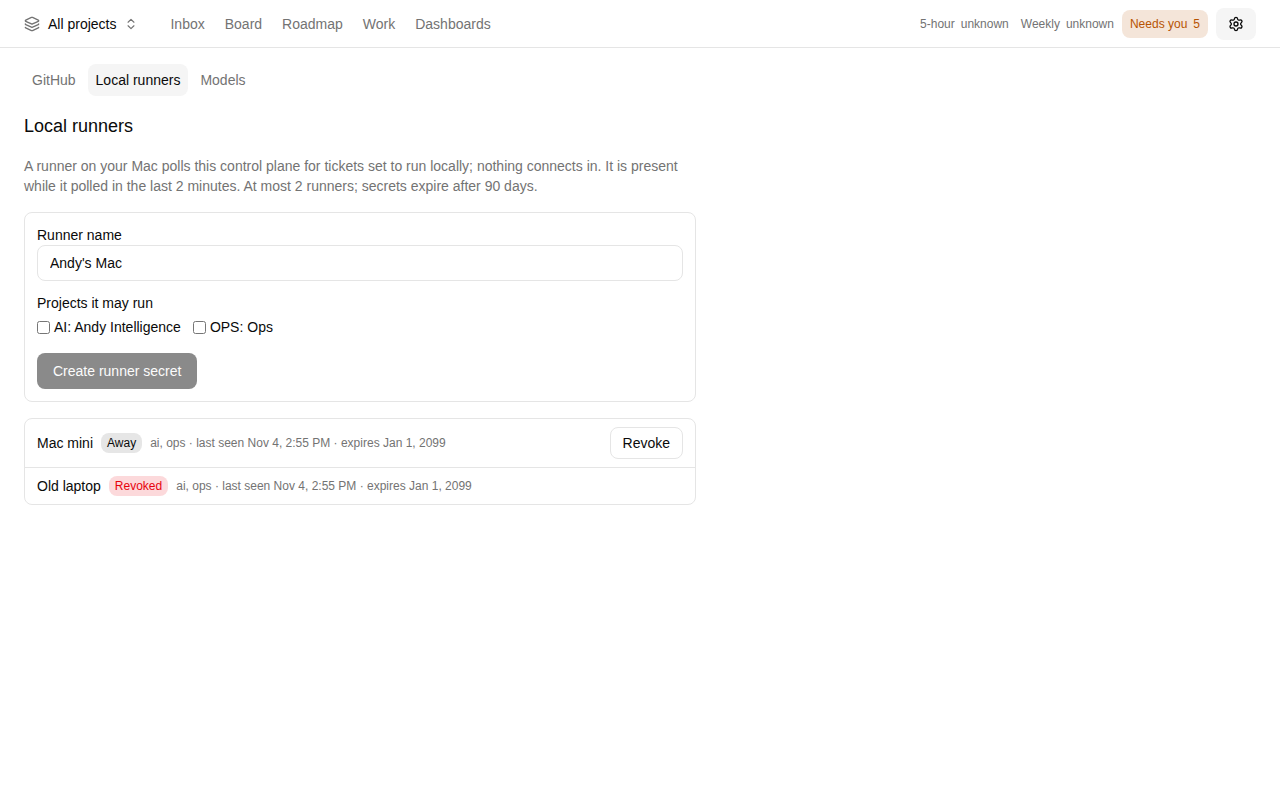 All projects Inbox Board Roadmap Work Dashboards 5-hour unknown Weekly unknown Needs you 5
GitHub Local runners Models
Local runners
A runner on your Mac polls this control plane for tickets set to run locally; nothing connects in. It is present
while it polled in the last 2 minutes. At most 2 runners; secrets expire after 90 days.
Runner name
Andy's Mac
Projects it may run
AI: Andy Intelligence OPS: Ops
Create runner secret
Mac mini Away ai, ops · last seen Nov 4, 2:55 PM · expires Jan 1, 2099 Revoke
Old laptop Revoked ai, ops · last seen Nov 4, 2:55 PM · expires Jan 1, 2099